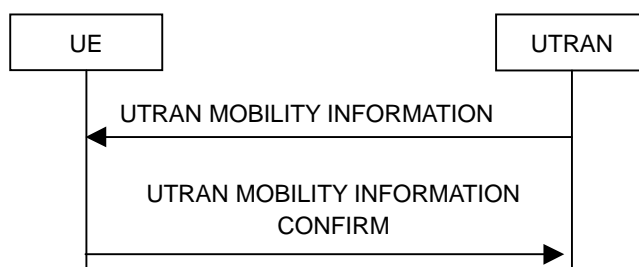 UE
UTRAN
UTRAN MOBILITY INFORMATION
UTRAN MOBILITY INFORMATION
CONFIRM